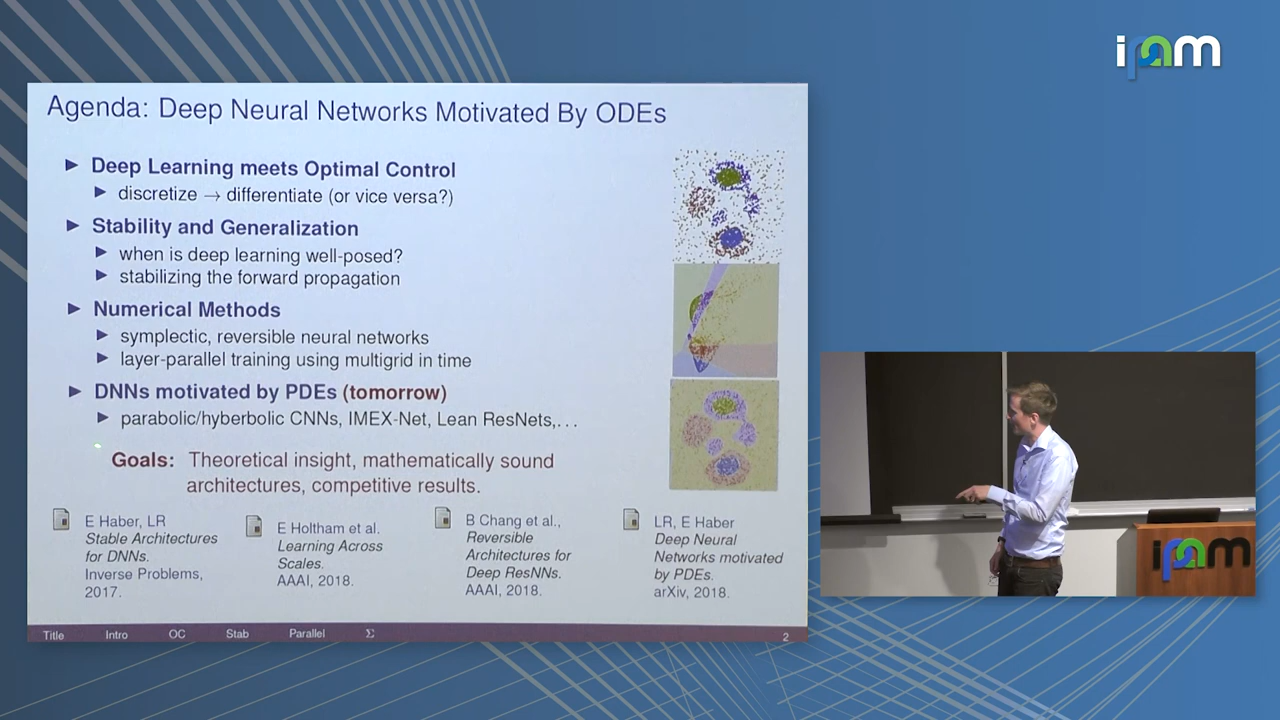 ipam
Agenda: Deep Neural Networks Motivated By ODEs
Deep Learning meets Optimal Control
discretize → differentiate (or vice versa?)
Stability and Generalization
when is deep learning well-posed?
stabilizing the forward propagation
Numerical Methods
symplectic, reversible neural networks
layer-parallel training using multigrid in time
DNNs motivated by PDEs (tomorrow)
parabolic/hyberbolic CNNs, IMEX-Net, Lean ResNets,...
Goals: Theoretical insight, mathematically sound
architectures, competitive results.
E Haber, LR
Stable Architectures
for DNNs.
Inverse Problems,
2017.
E Holtham et al.
Learning Across
Scales.
AAAI, 2018.
B Chang et al.,
Reversible
Architectures for
Deep ResNNs.
AAAI, 2018.
LR, E Haber
Deep Neural
Networks motivated
by PDEs.
arXiv, 2018.
Title Intro OC Stab Parallel Σ 2
ipam